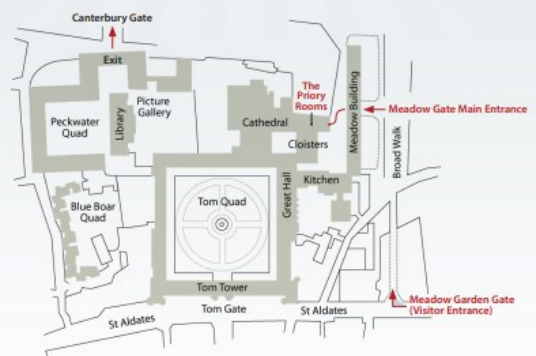 Canterbury Gate
Exit
The
Priory
Rooms
Picture
Gallery
Library
Peckwater
Quad
Cathedral
Cloisters
Meadow Building
Meadow Gate Main Entrance
Broad Walk
Kitchen
Great Hall
Tom Quad
Blue Boar
Quad
Tom Tower
Tom Gate
St Aldates
St Aldates
Meadow Garden Gate
(Visitor Entrance)